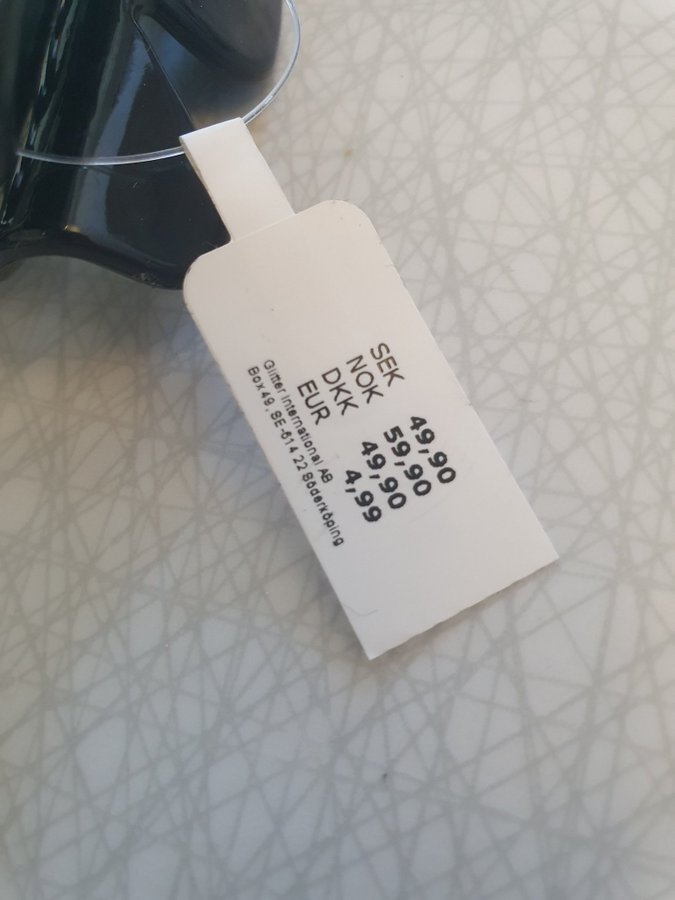 SEK 49,90
NOK 59,90
DKK 49,90
EUR 4,99
Glitter International AB
Box 49, SE-614 22 Söderköping